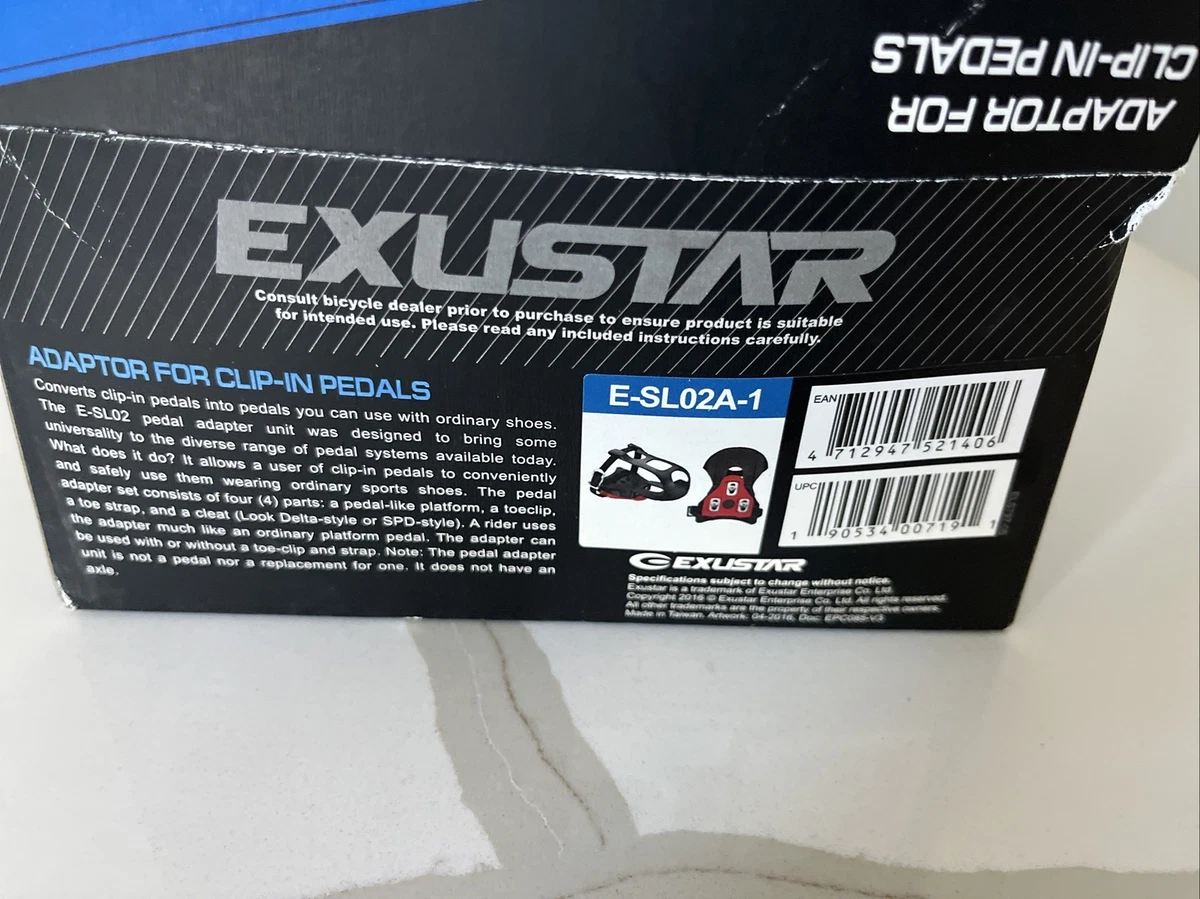 ADAPTOR FOR
CLIP-IN PEDALS
EXUSTAR
Consult bicycle dealer prior to purchase to ensure product is suitable
for intended use. Please read any included instructions carefully.
ADAPTOR FOR CLIP-IN PEDALS
Converts clip-in pedals into pedals you can use with ordinary shoes.
The E-SL02 pedal adapter unit was designed to bring some
universality to the diverse range of pedal systems available today.
What does it do? It allows a user of clip-in pedals to conveniently
and safely use them wearing ordinary sports shoes. The pedal
adapter set consists of four (4) parts: a pedal-like platform, a toeclip,
a toe strap, and a cleat (Look Delta-style or SPD-style). A rider uses
the adapter much like an ordinary platform pedal. The adapter can
be used with or without a toe-clip and strap. Note: The pedal adapter
unit is not a pedal nor a replacement for one. It does not have an
axle.
E-SL02A-1
EAN
4 712947 521406
UPC
1 90534 00719 1
EXUSTAR
Specifications subject to change without notice.
Exustar is a trademark of Exustar Enterprise Co. Ltd.
Copyright 2016 © Exustar Enterprise Co. Ltd. All rights reserved.
All other trademarks are the property of their respective owners.
Made in Taiwan. Artwork. 04-2016, Doc. EPC085-V3